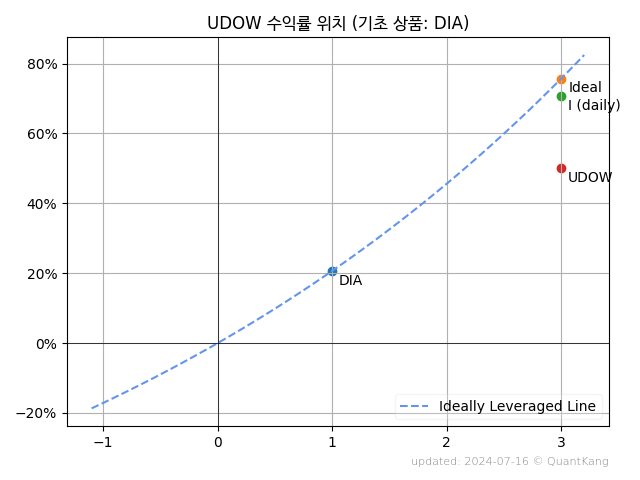 UDOW 수익률 위치 (기초 상품: DIA)
80%
60%
40%
20%
0%
−20%
Ideal
I (daily)
UDOW
DIA
Ideally Leveraged Line
−1
0
1
2
3
updated: 2024-07-16 © QuantKang